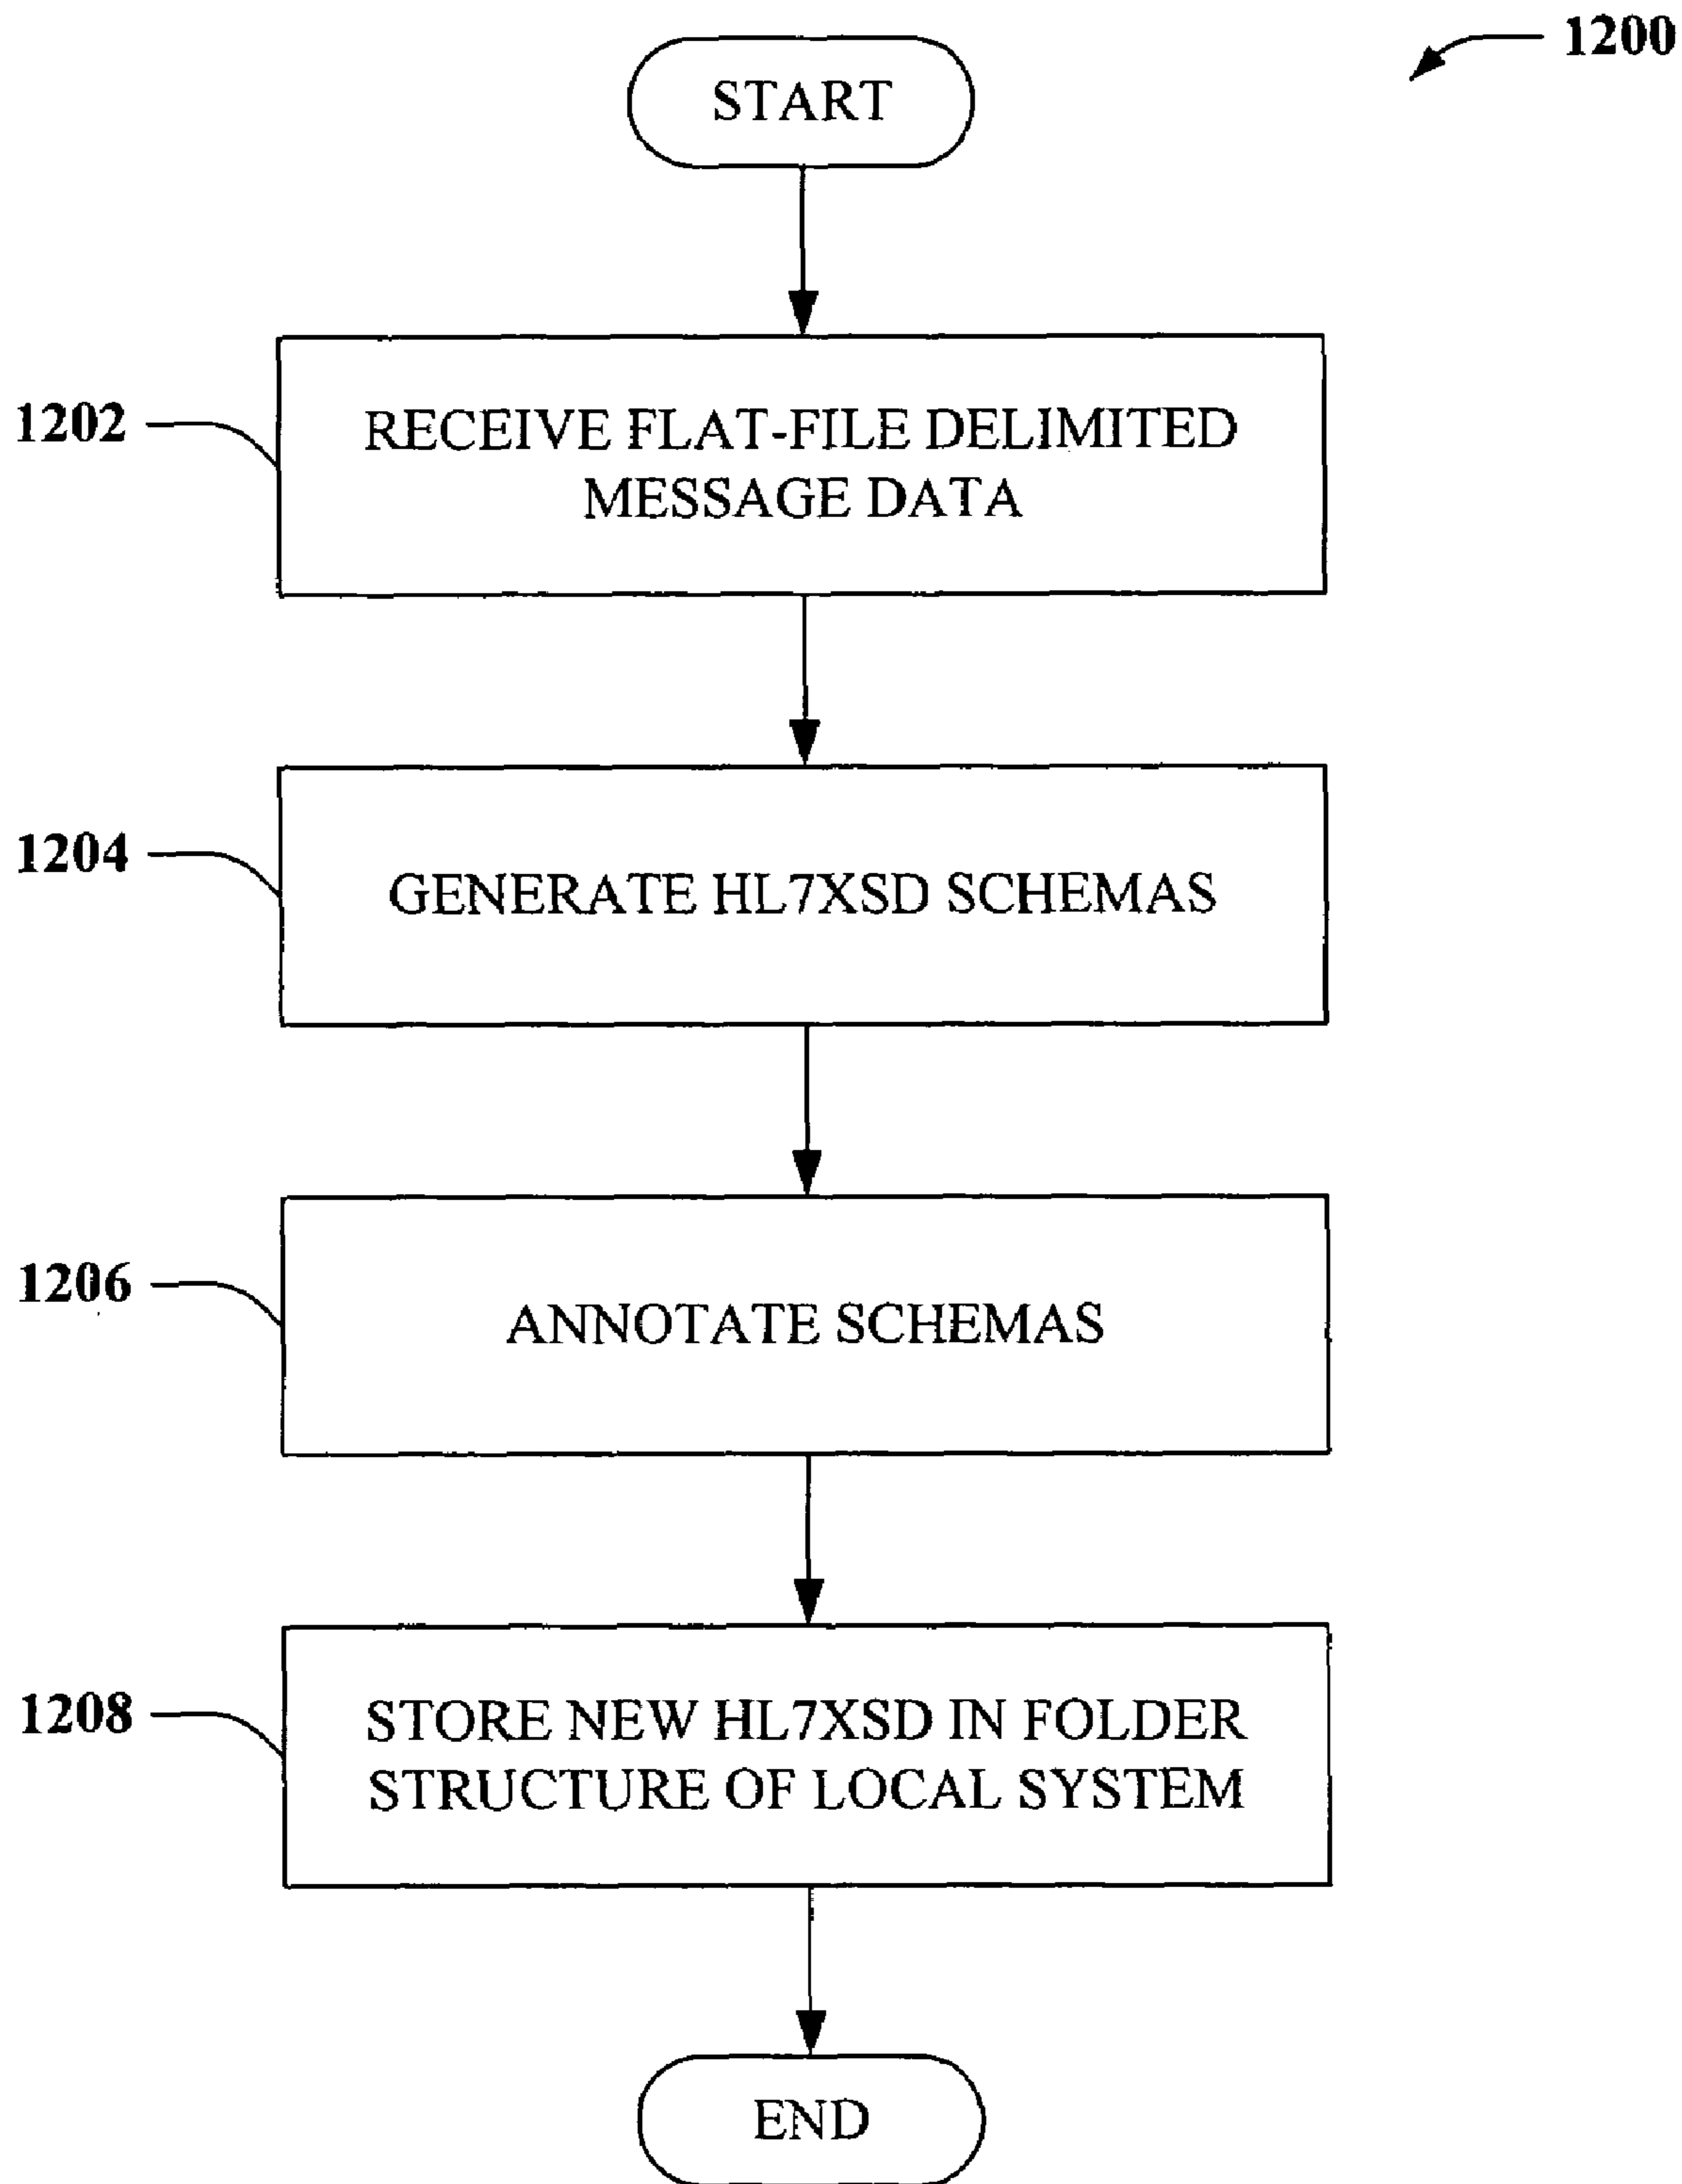 1200
START
1202
RECEIVE FLAT-FILE DELIMITED
MESSAGE DATA
1204
GENERATE HL7XSD SCHEMAS
1206
ANNOTATE SCHEMAS
1208
STORE NEW HL7XSD IN FOLDER
STRUCTURE OF LOCAL SYSTEM
END